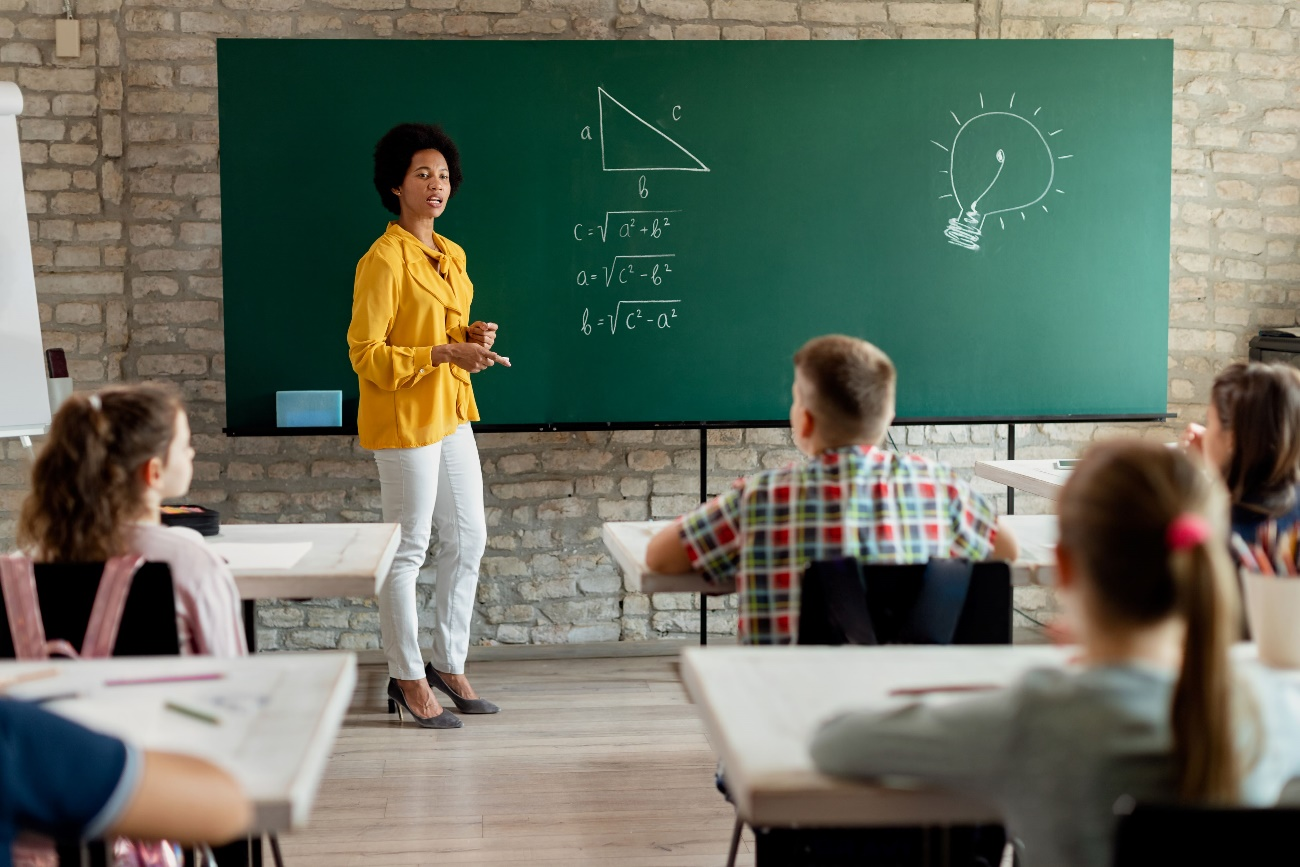 a
c
b
c = √a² + b²
a = √c² - b²
b = √c² - a²